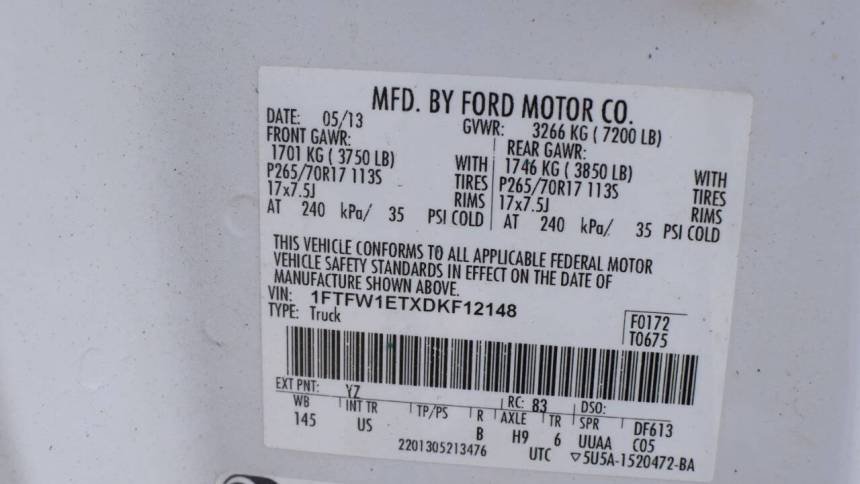 MFD. BY FORD MOTOR CO.
DATE: 05/13 GVWR: 3266 KG ( 7200 LB)
FRONT GAWR: REAR GAWR:
1701 KG ( 3750 LB) WITH 1746 KG ( 3850 LB) WITH
P265/70R17 113S TIRES P265/70R17 113S TIRES
17x7.5J RIMS 17x7.5J RIMS
AT 240 kPa/ 35 PSI COLD AT 240 kPa/ 35 PSI COLD
THIS VEHICLE CONFORMS TO ALL APPLICABLE FEDERAL MOTOR
VEHICLE SAFETY STANDARDS IN EFFECT ON THE DATE OF
MANUFACTURE SHOWN ABOVE.
VIN: 1FTFW1ETXDKF12148
TYPE: Truck
F0172
T0675
EXT PNT: YZ RC: 83 DSO:
WB INT TR TP/PS R AXLE TR SPR DF613
145 US B H9 6 UUAA C05
2201305213476 UTC ▽5U5A-1520472-BA